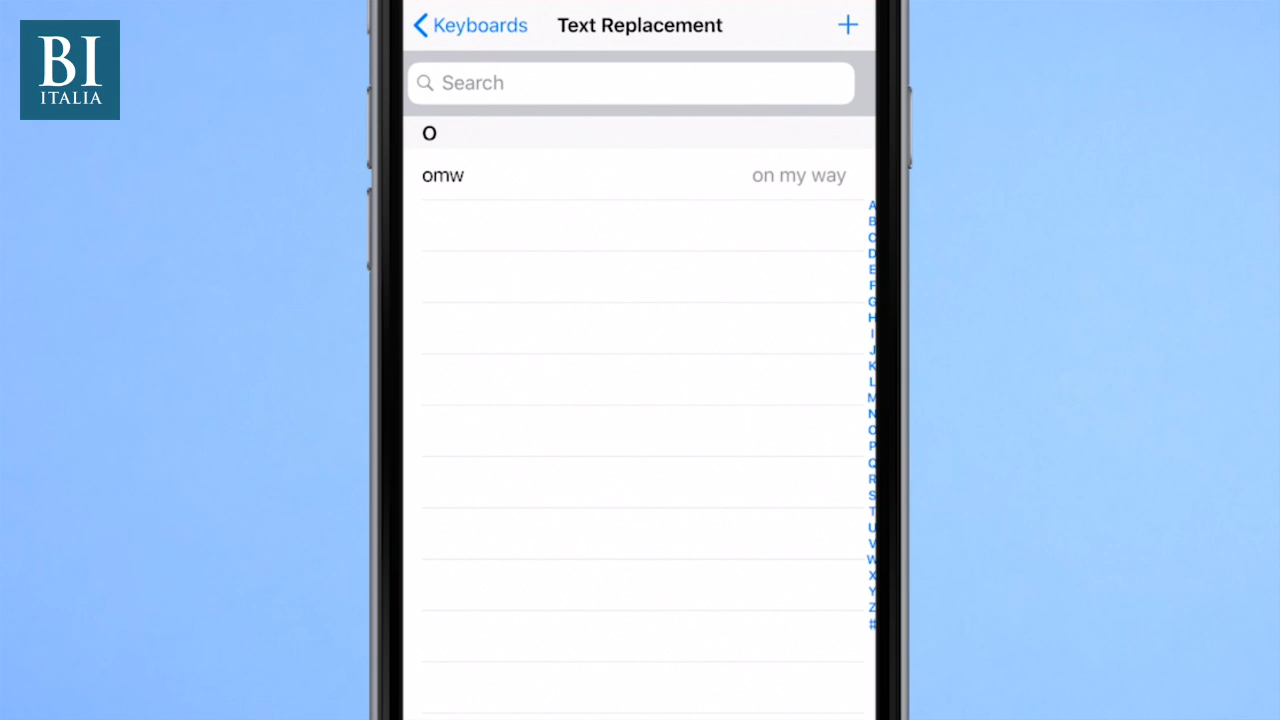 BI
ITALIA
Keyboards
Text Replacement
Search
O
omw
on my way
A
B
C
D
E
F
G
H
I
J
K
L
M
N
O
P
Q
R
S
T
U
V
W
X
Y
Z
#